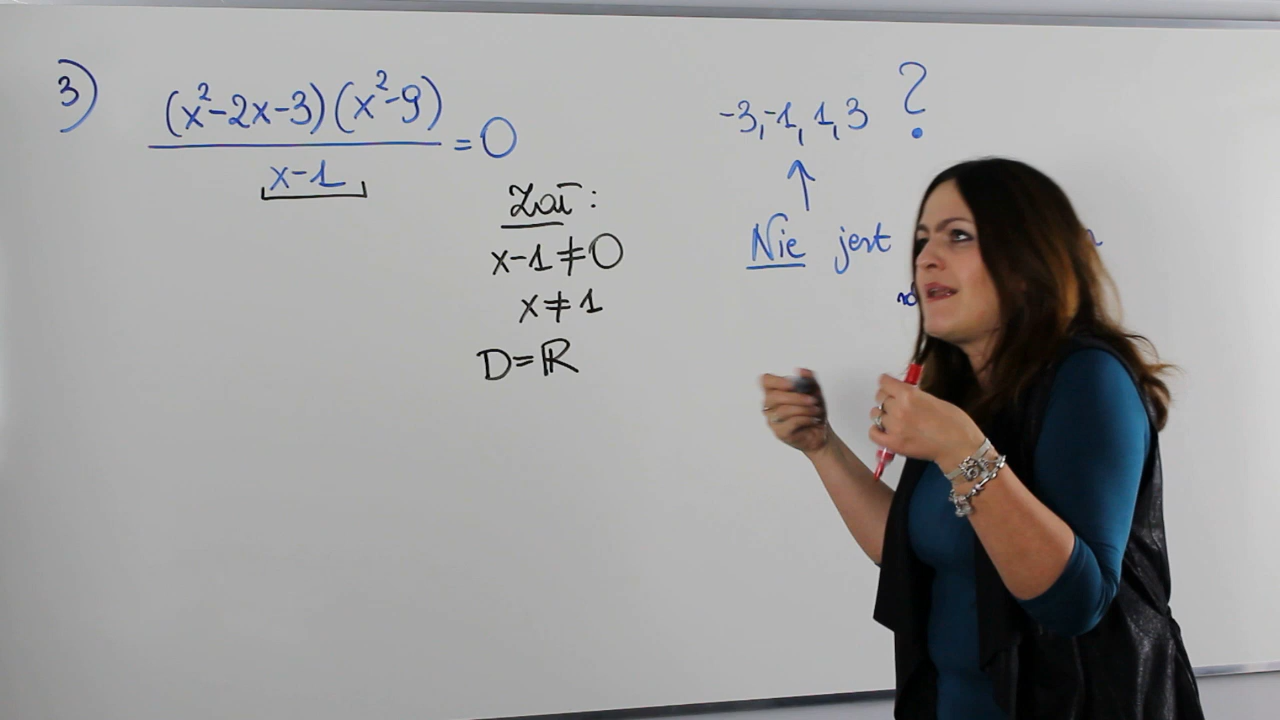 3)
(x²-2x-3)(x²-9)
x-1
=0
Zał:
x-1≠0
x≠1
D=ℝ
-3,-1,1,3 ?
↑
Nie jest